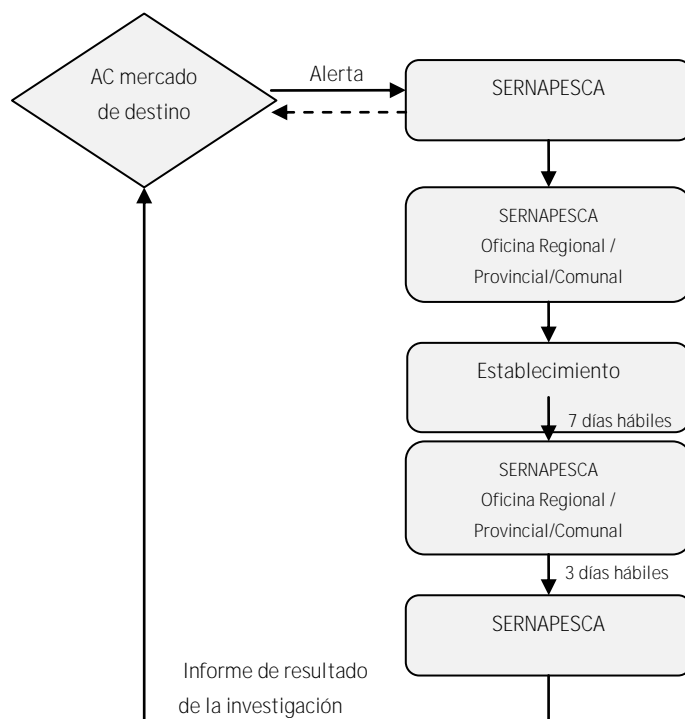 AC mercado
de destino
Alerta
SERNAPESCA
SERNAPESCA
Oficina Regional /
Provincial/Comunal
Establecimiento
7 días hábiles
SERNAPESCA
Oficina Regional /
Provincial/Comunal
3 días hábiles
SERNAPESCA
Informe de resultado
de la investigación